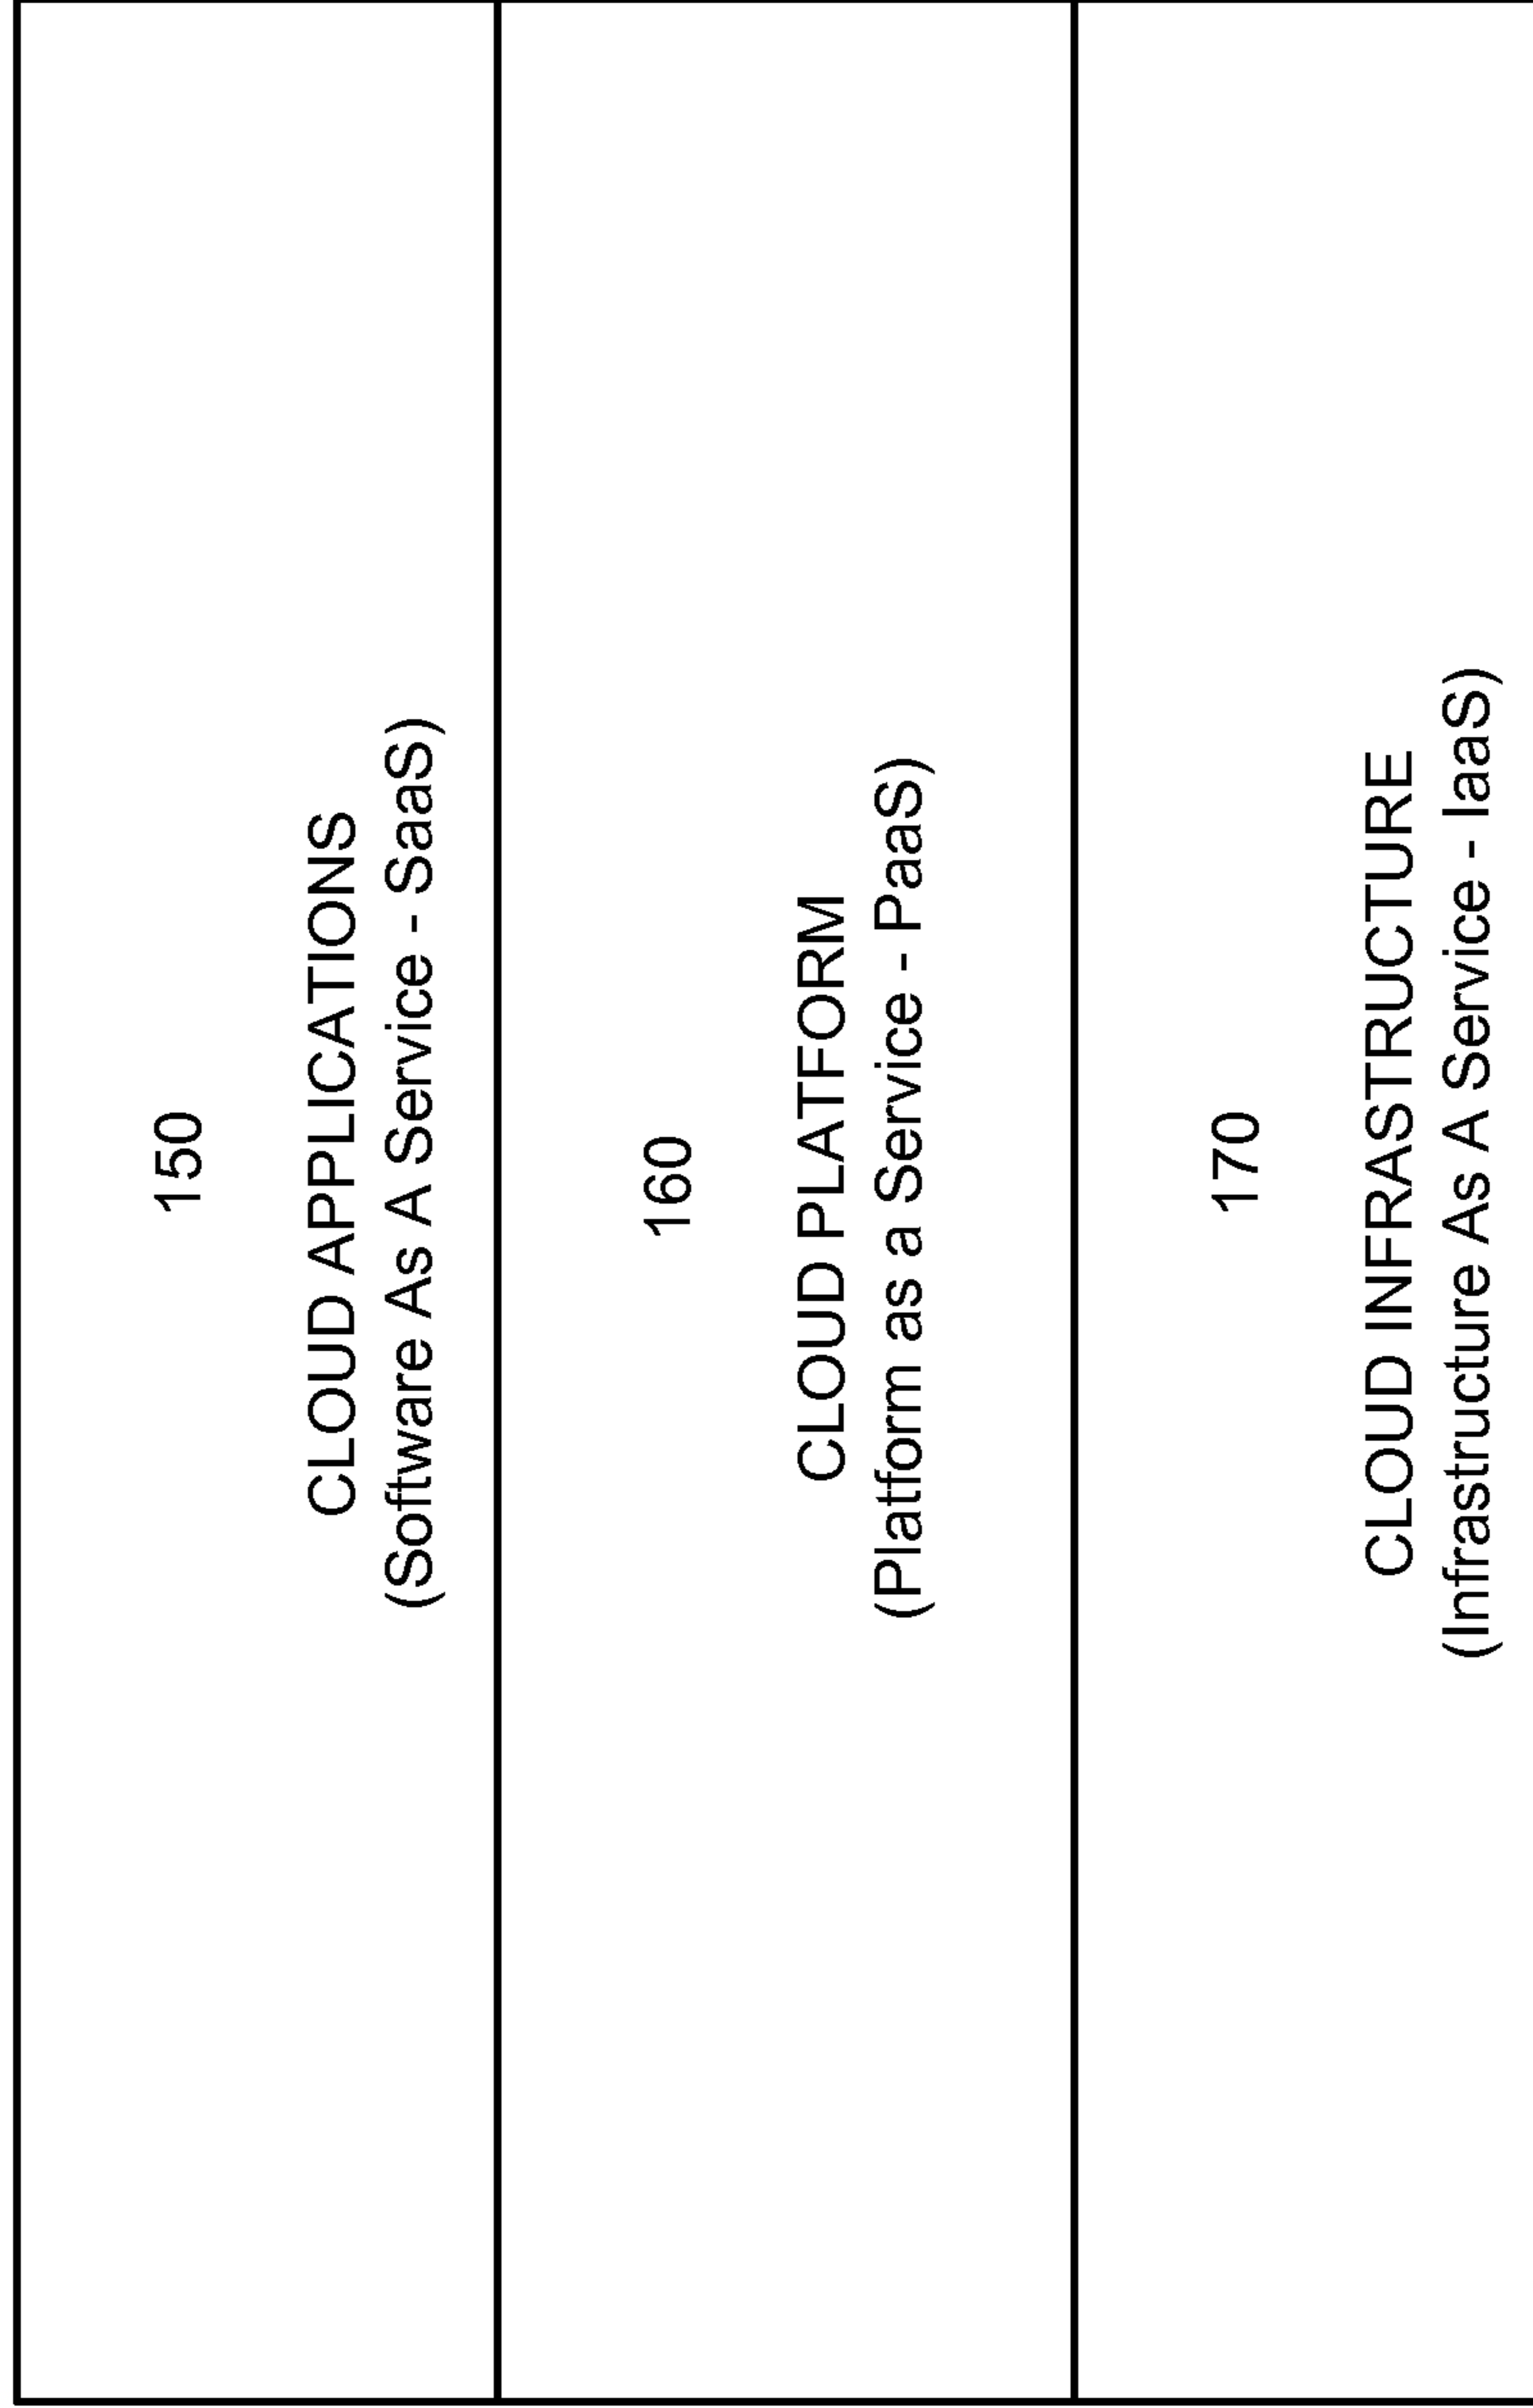 150
CLOUD APPLICATIONS
(Software As A Service - SaaS)
160
CLOUD PLATFORM
(Platform as a Service - PaaS)
170
CLOUD INFRASTRUCTURE
(Infrastructure As A Service - IaaS)